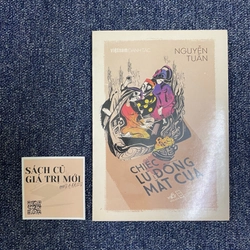 NGUYỄN
TUÂN
CHIẾC
LƯ ĐỒNG
MẮT CUA
SÁCH CŨ
GIÁ TRỊ MỚI